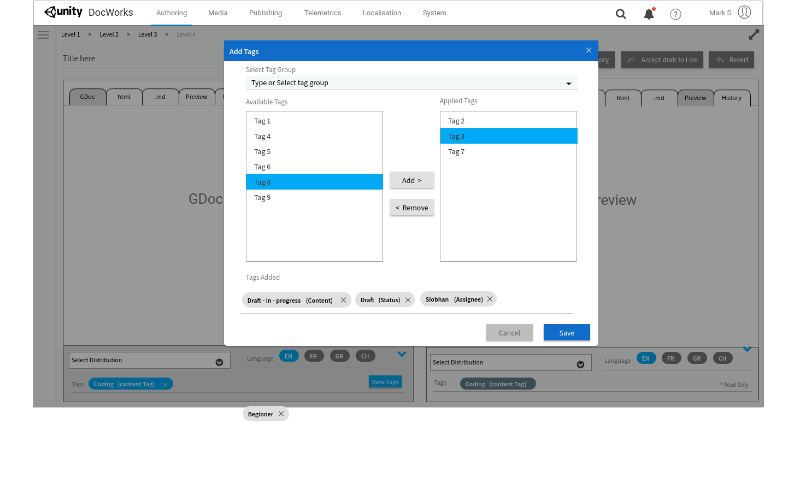 unity DocWorks Authoring Media Publishing Telemetrics Localisation System Mark D
Level 1 > Level 2 > Level 3 > Level 4
Title here
ory Accept draft to Live Revert
GDoc html .md Preview
html .md Preview History
GDoc
review
Add Tags
Select Tag Group
Type or Select tag group
Available Tags
Tag 1
Tag 4
Tag 5
Tag 6
Tag 8
Tag 9
Add >
< Remove
Applied Tags
Tag 2
Tag 3
Tag 7
Tags Added
Draft - in - progress (Content) Draft (Status) Siobhan (Assignee)
Cancel Save
Select Distribution Language EN FR GR CH
Tags Coding (content Tag) View Tags
Select Distribution Language EN FR GR CH
Tags Coding (content Tag) * Read Only
Beginner